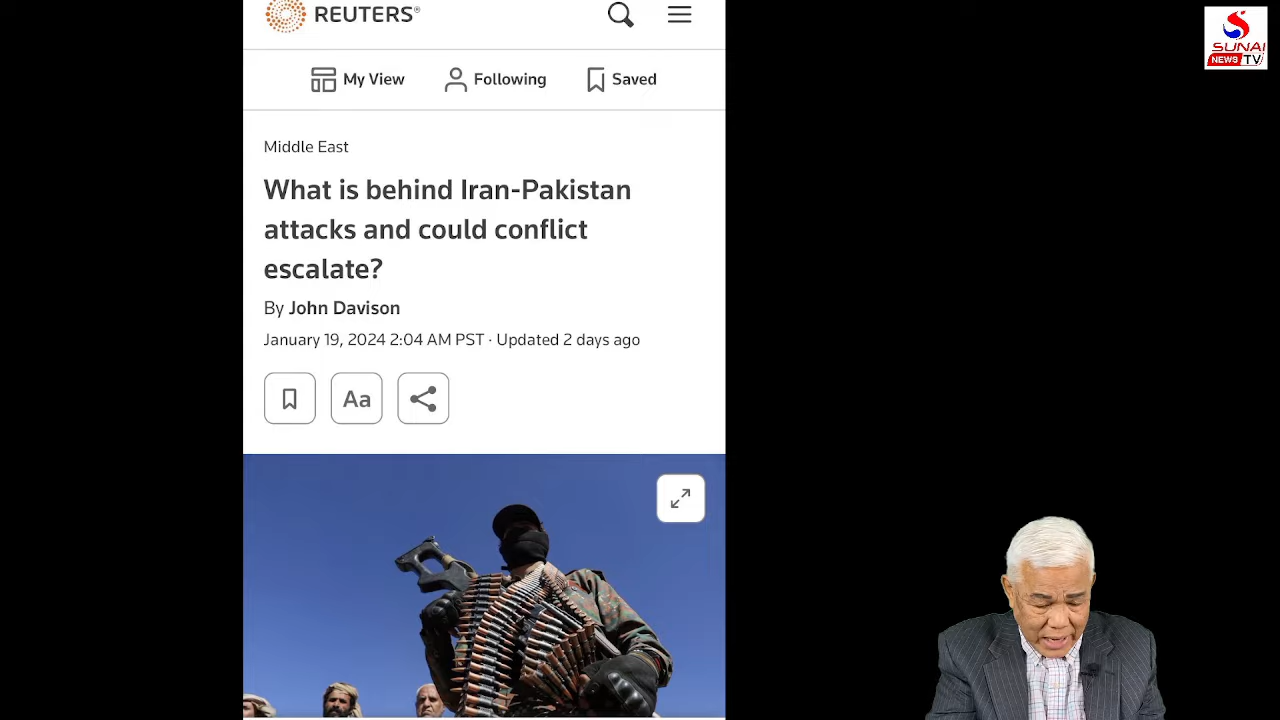 REUTERS®
SUNAI
NEWS TV
My View
Following
Saved
Middle East
What is behind Iran-Pakistan
attacks and could conflict
escalate?
By John Davison
January 19, 2024 2:04 AM PST · Updated 2 days ago
Aa